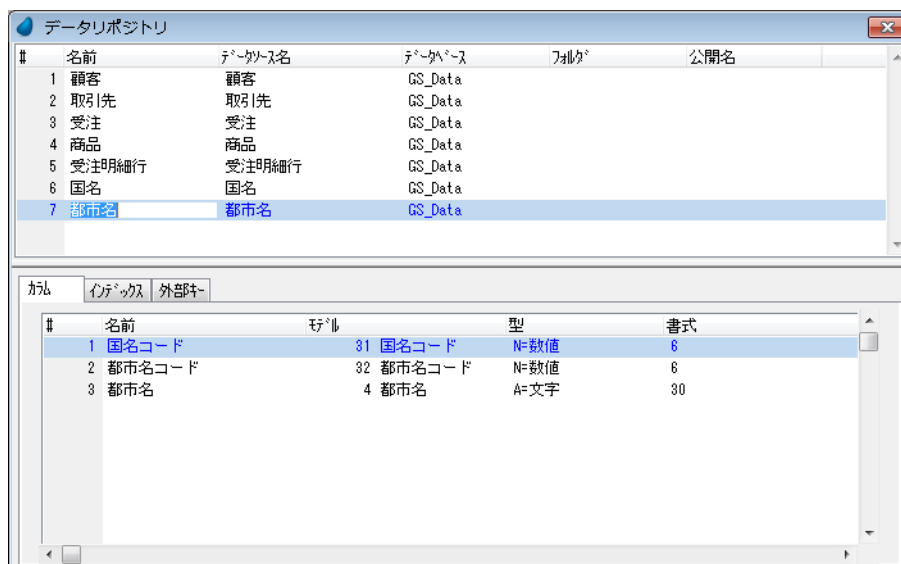 データリポジトリ
# 名前 ﾃﾞｰﾀｿｰｽ名 ﾃﾞｰﾀﾍﾞｰｽ ﾌｫﾙﾀﾞ 公開名
1 顧客 顧客 GS_Data
2 取引先 取引先 GS_Data
3 受注 受注 GS_Data
4 商品 商品 GS_Data
5 受注明細行 受注明細行 GS_Data
6 国名 国名 GS_Data
7 都市名 都市名 GS_Data
ｶﾗﾑ ｲﾝﾃﾞｯｸｽ 外部ｷｰ
# 名前 ﾓﾃﾞﾙ 型 書式
1 国名コード 31 国名コード N=数値 6
2 都市名コード 32 都市名コード N=数値 6
3 都市名 4 都市名 A=文字 30